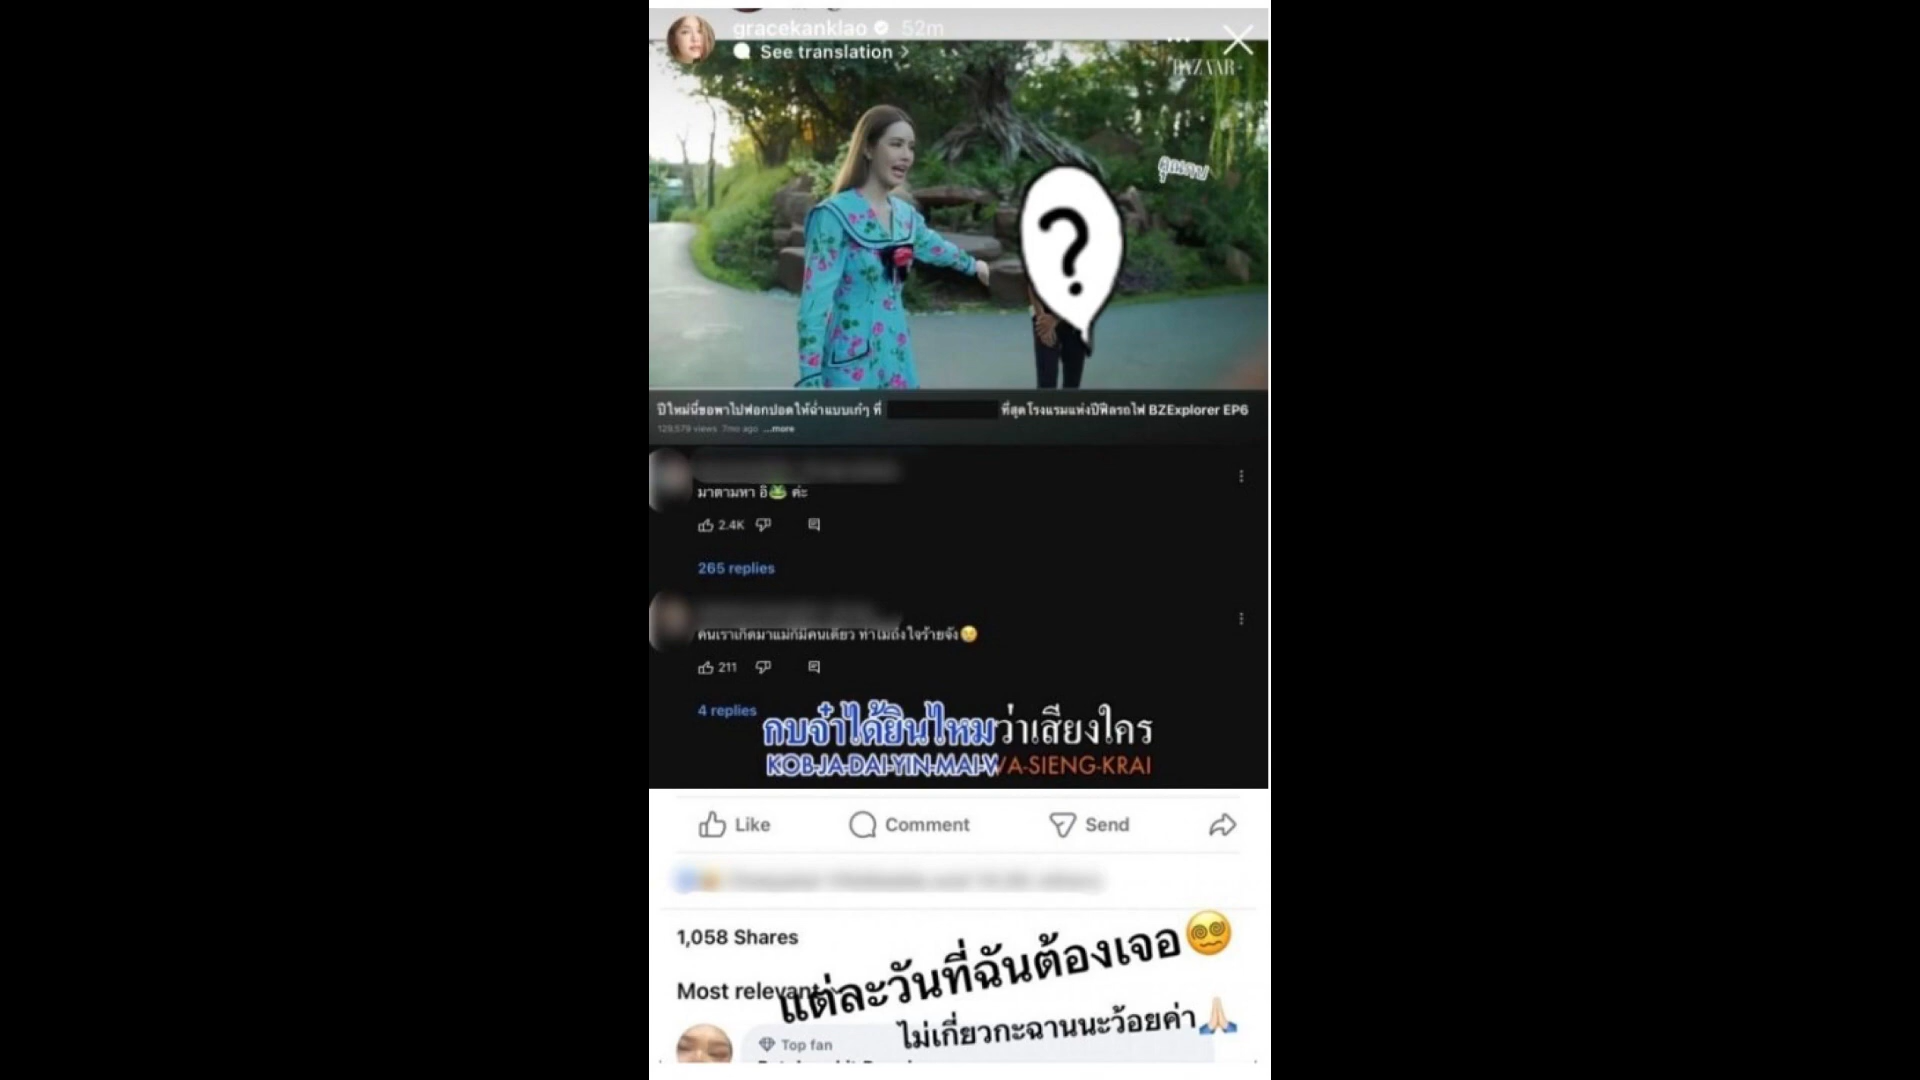 gracekanklao 52m
See translation >
BAZAAR
คุณกบ
?
ปีใหม่นี้ขอพาไปฟอกปอดให้ฉ่ำแบบเก๋ๆ ที่ ที่สุดโรงแรมแห่งปีฟีลรถไฟ BZExplorer EP6
129,579 views 7mo ago ...more
มาตามหา อิ🐸 ค่ะ
2.4K
265 replies
คนเราเกิดมาแม่ก็มีคนเดียว ทำไมถึงใจร้ายจัง🥲
211
4 replies
กบจ๋าได้ยินไหมว่าเสียงใคร
KOB-JA-DAI-YIN-MAI-WA-SIENG-KRAI
Like Comment Send
1,058 Shares
แต่ละวันที่ฉันต้องเจอ😵‍💫
Most relevant
ไม่เกี่ยวกะฉานนะว้อยค่า🙏🏻
Top fan